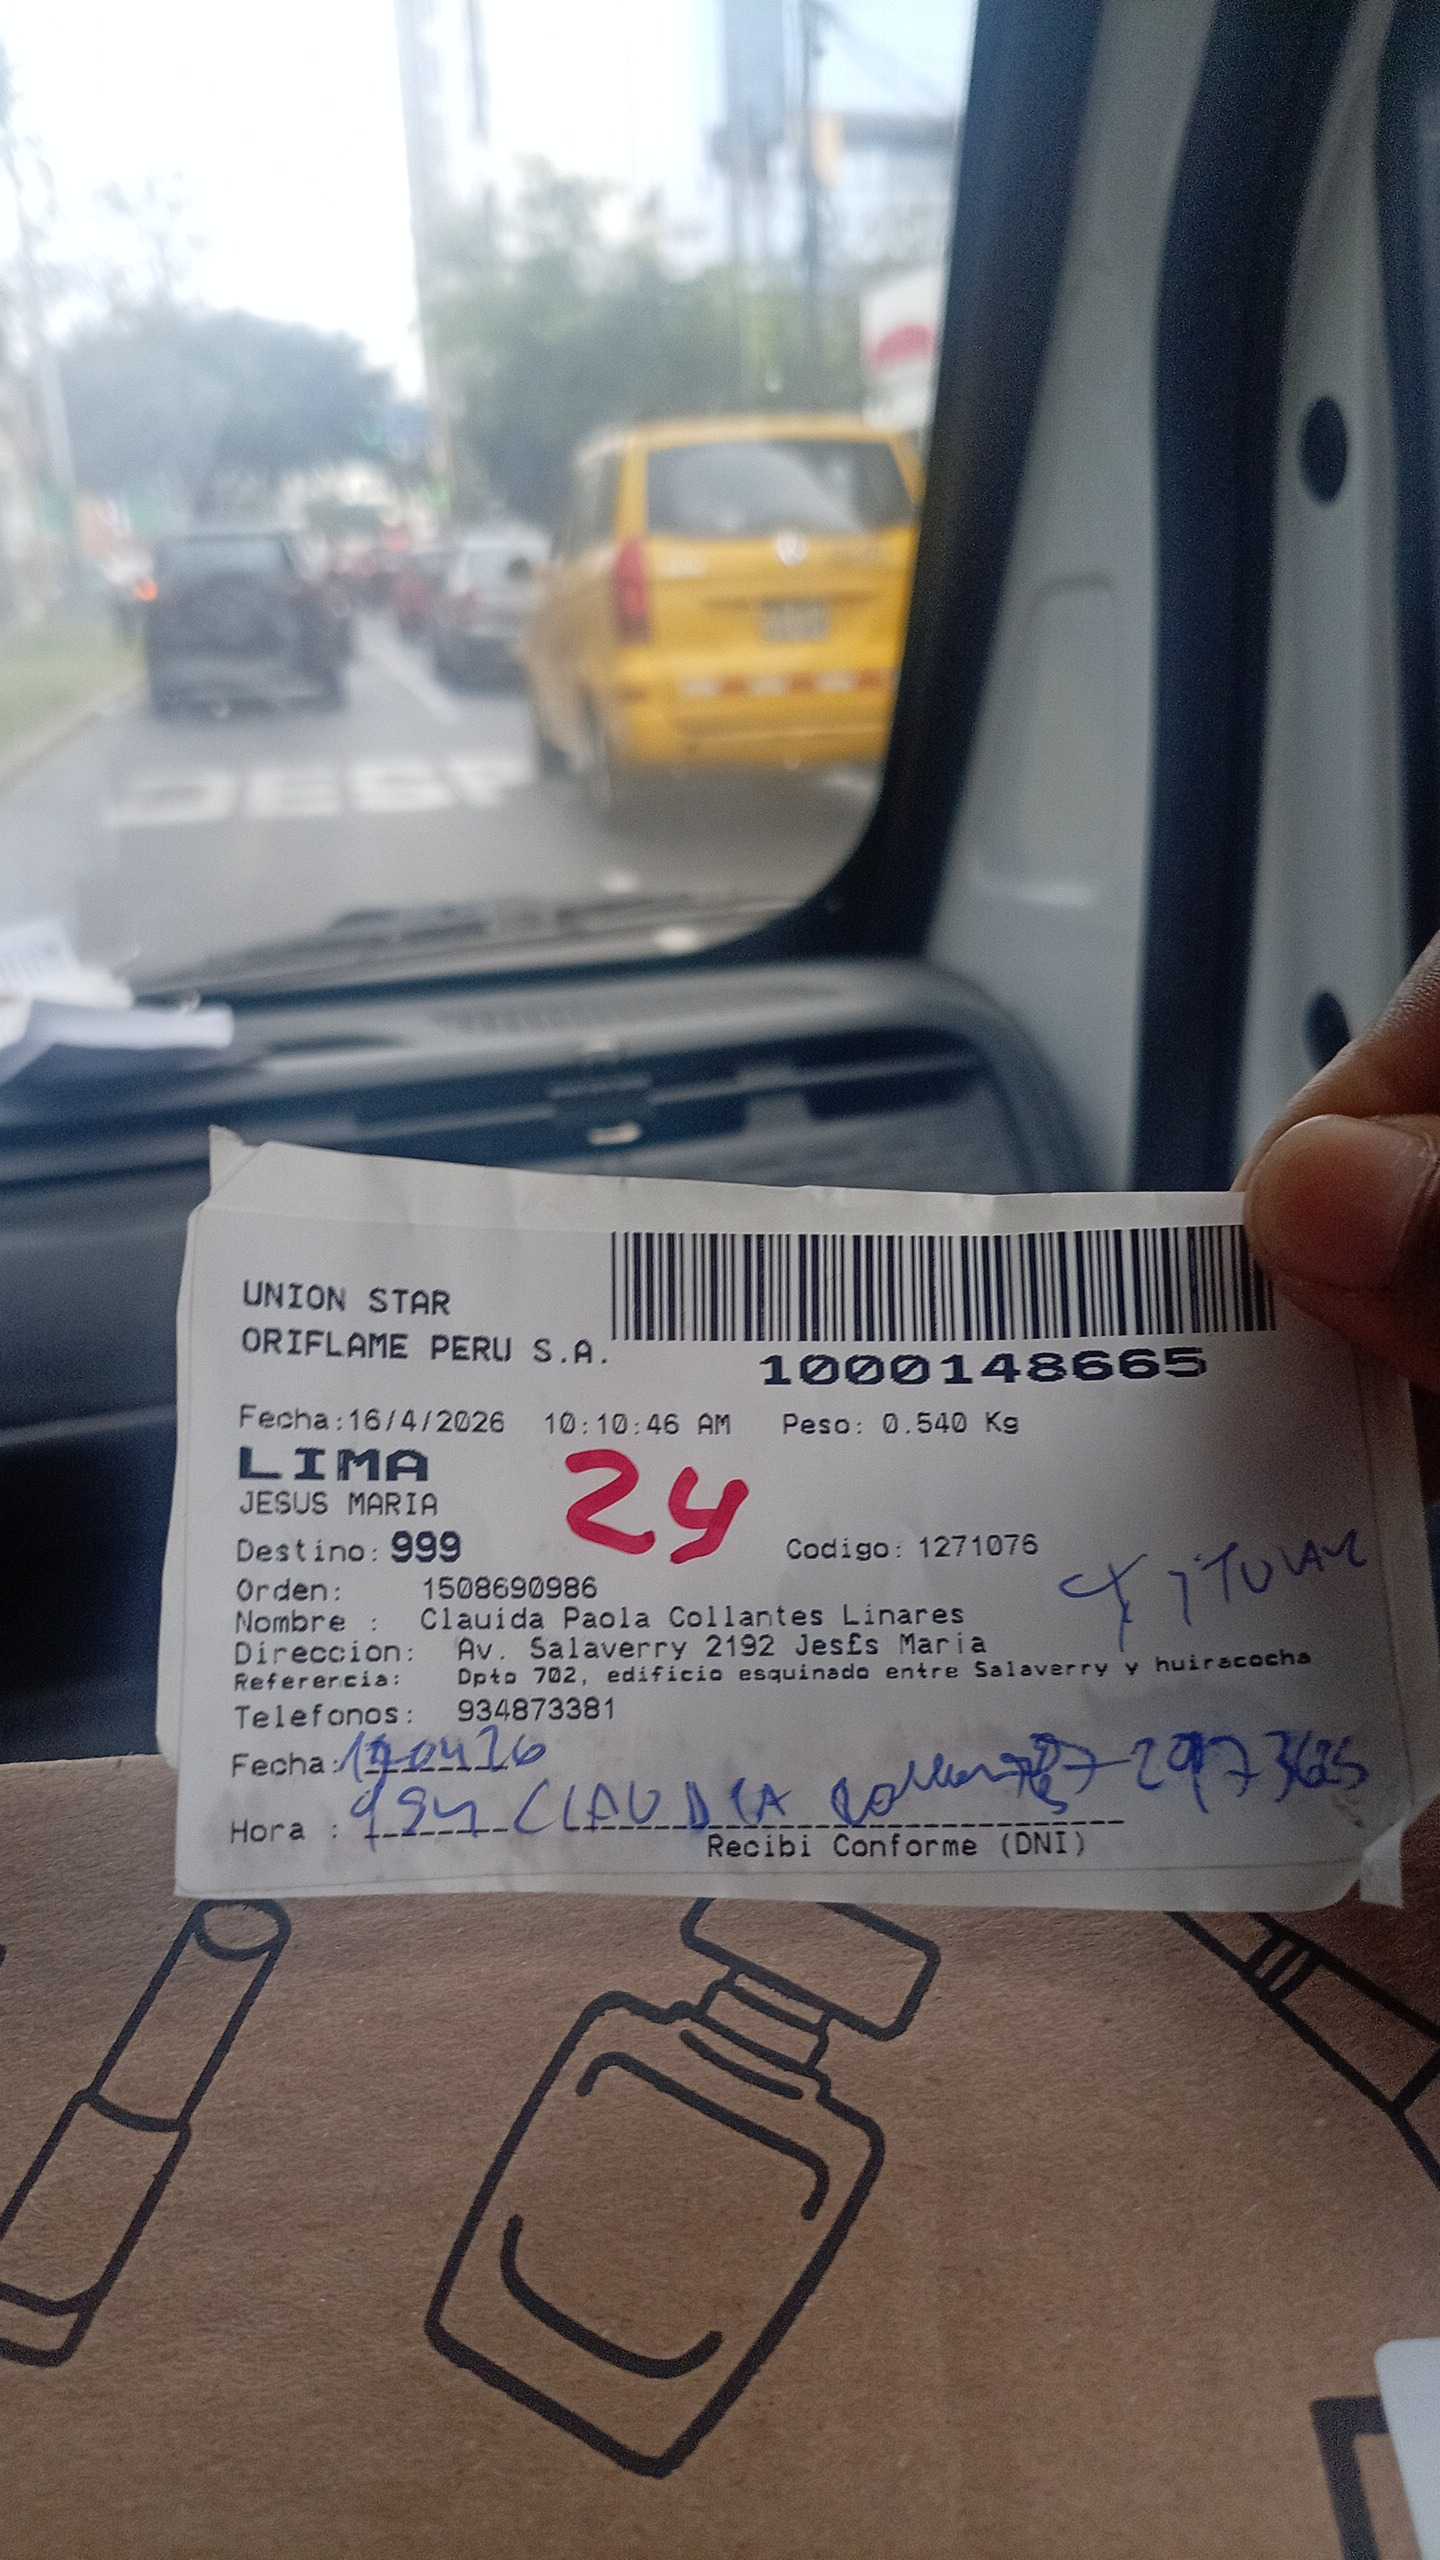 UNION STAR
ORIFLAME PERU S.A.
1000148665
Fecha:16/4/2026 10:10:46 AM Peso: 0.540 Kg
LIMA
24
JESUS MARIA
Destino: 999 Codigo: 1271076
Orden: 1508690986
X TITULAR
Nombre : Clauida Paola Collantes Linares
Direccion: Av. Salaverry 2192 Jes£s Maria
Referencia: Dpto 702, edificio esquinado entre Salaverry y huiracocha
Telefonos: 934873381
Fecha:
Hora : CLAUDIA
Recibi Conforme (DNI)